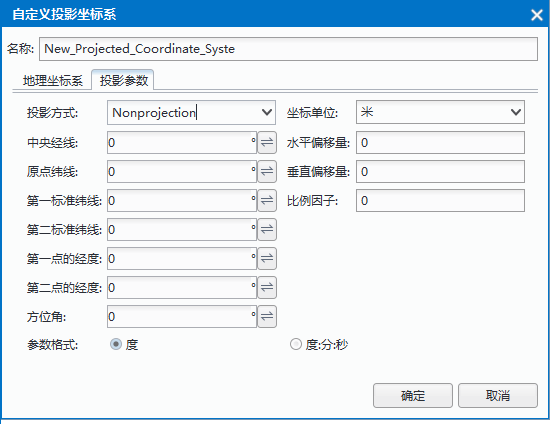 自定义投影坐标系
名称: New_Projected_Coordinate_Syste
地理坐标系 投影参数
投影方式: Nonprojection 坐标单位: 米
中央经线: 0 ° 水平偏移量: 0
原点纬线: 0 ° 垂直偏移量: 0
第一标准纬线: 0 ° 比例因子: 0
第二标准纬线: 0 °
第一点的经度: 0 °
第二点的经度: 0 °
方位角: 0 °
参数格式: 度 度:分:秒
确定 取消